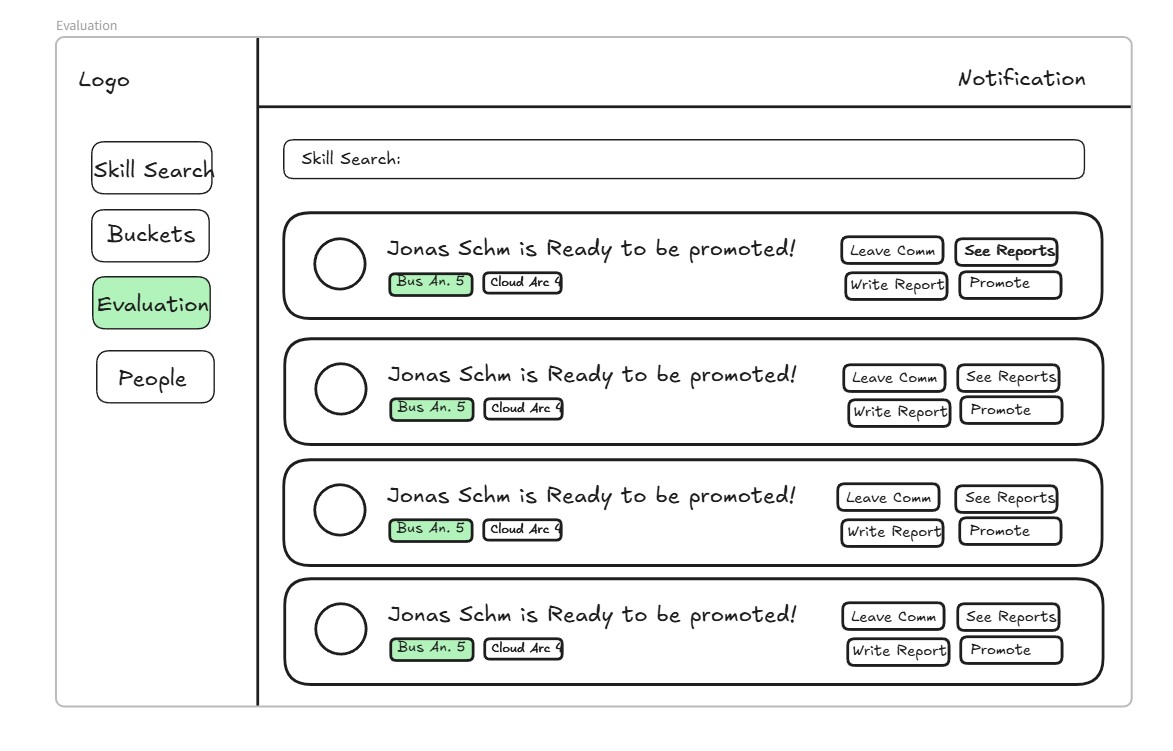 Evaluation
Logo
Notification
Skill Search
Buckets
Evaluation
People
Skill Search:
Jonas Schm is Ready to be promoted!
Bus An. 5
Cloud Arc 4
Leave Comm
See Reports
Write Report
Promote
Jonas Schm is Ready to be promoted!
Bus An. 5
Cloud Arc 4
Leave Comm
See Reports
Write Report
Promote
Jonas Schm is Ready to be promoted!
Bus An. 5
Cloud Arc 4
Leave Comm
See Reports
Write Report
Promote
Jonas Schm is Ready to be promoted!
Bus An. 5
Cloud Arc 4
Leave Comm
See Reports
Write Report
Promote